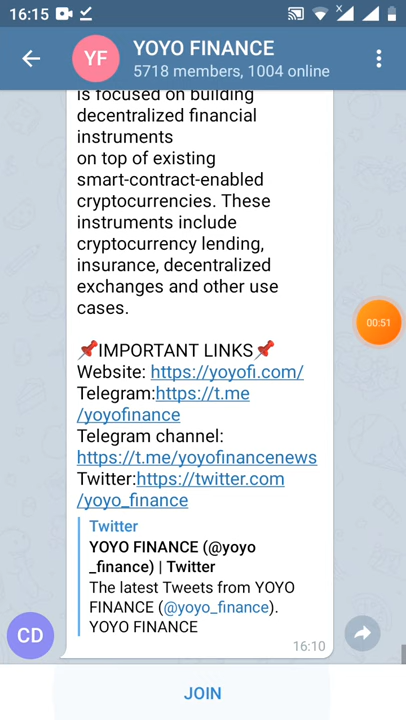 16:15
YF
YOYO FINANCE
5718 members, 1004 online
is focused on building
decentralized financial
instruments
on top of existing
smart-contract-enabled
cryptocurrencies. These
instruments include
cryptocurrency lending,
insurance, decentralized
exchanges and other use
cases.
00:51
📌IMPORTANT LINKS📌
Website: https://yoyofi.com/
Telegram:https://t.me
/yoyofinance
Telegram channel:
https://t.me/yoyofinancenews
Twitter:https://twitter.com
/yoyo_finance
Twitter
YOYO FINANCE (@yoyo
_finance) | Twitter
The latest Tweets from YOYO
FINANCE (@yoyo_finance).
YOYO FINANCE
CD
16:10
JOIN